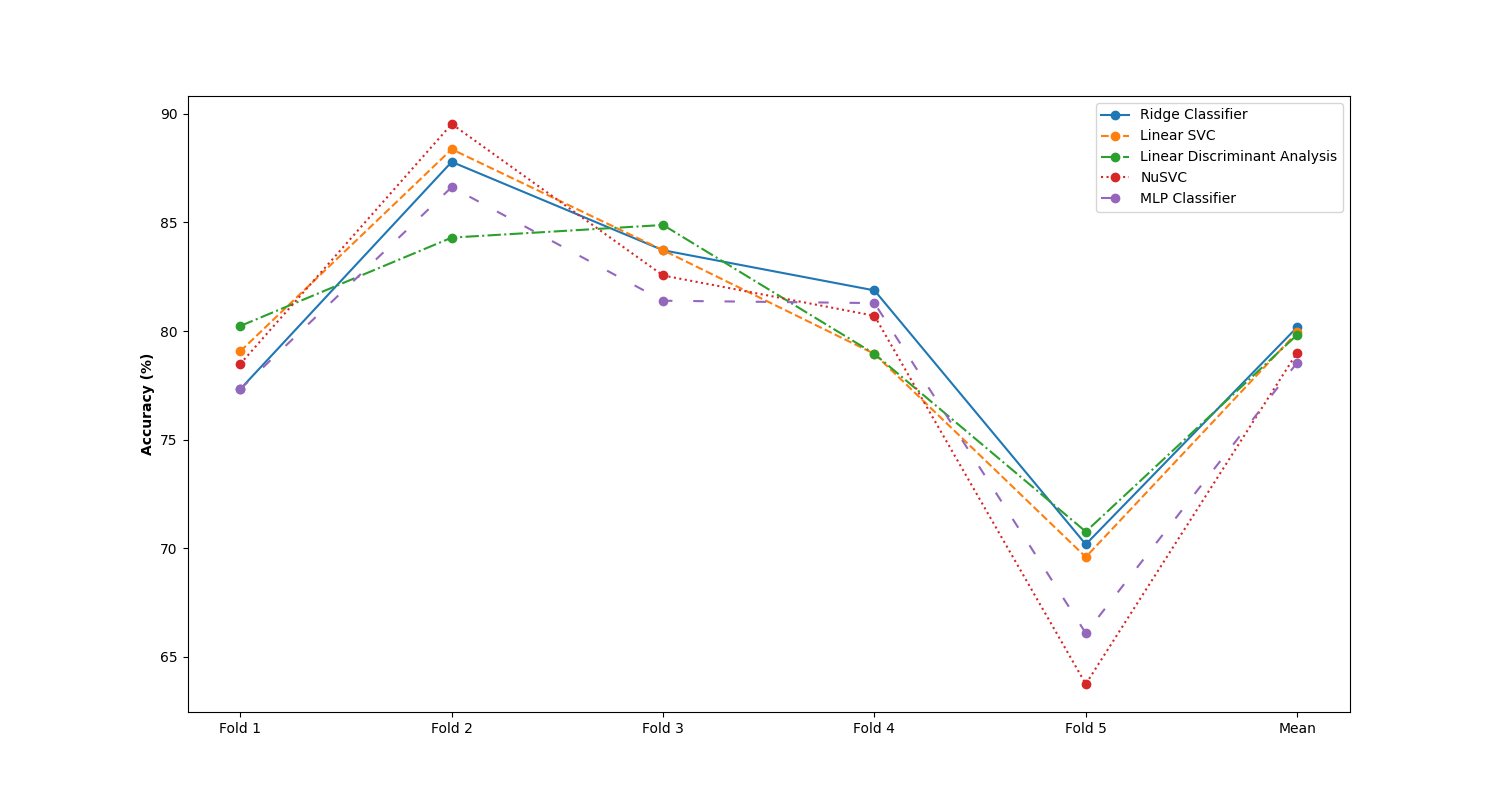 90
85
80
75
70
65
Accuracy (%)
Fold 1
Fold 2
Fold 3
Fold 4
Fold 5
Mean
Ridge Classifier
Linear SVC
Linear Discriminant Analysis
NuSVC
MLP Classifier